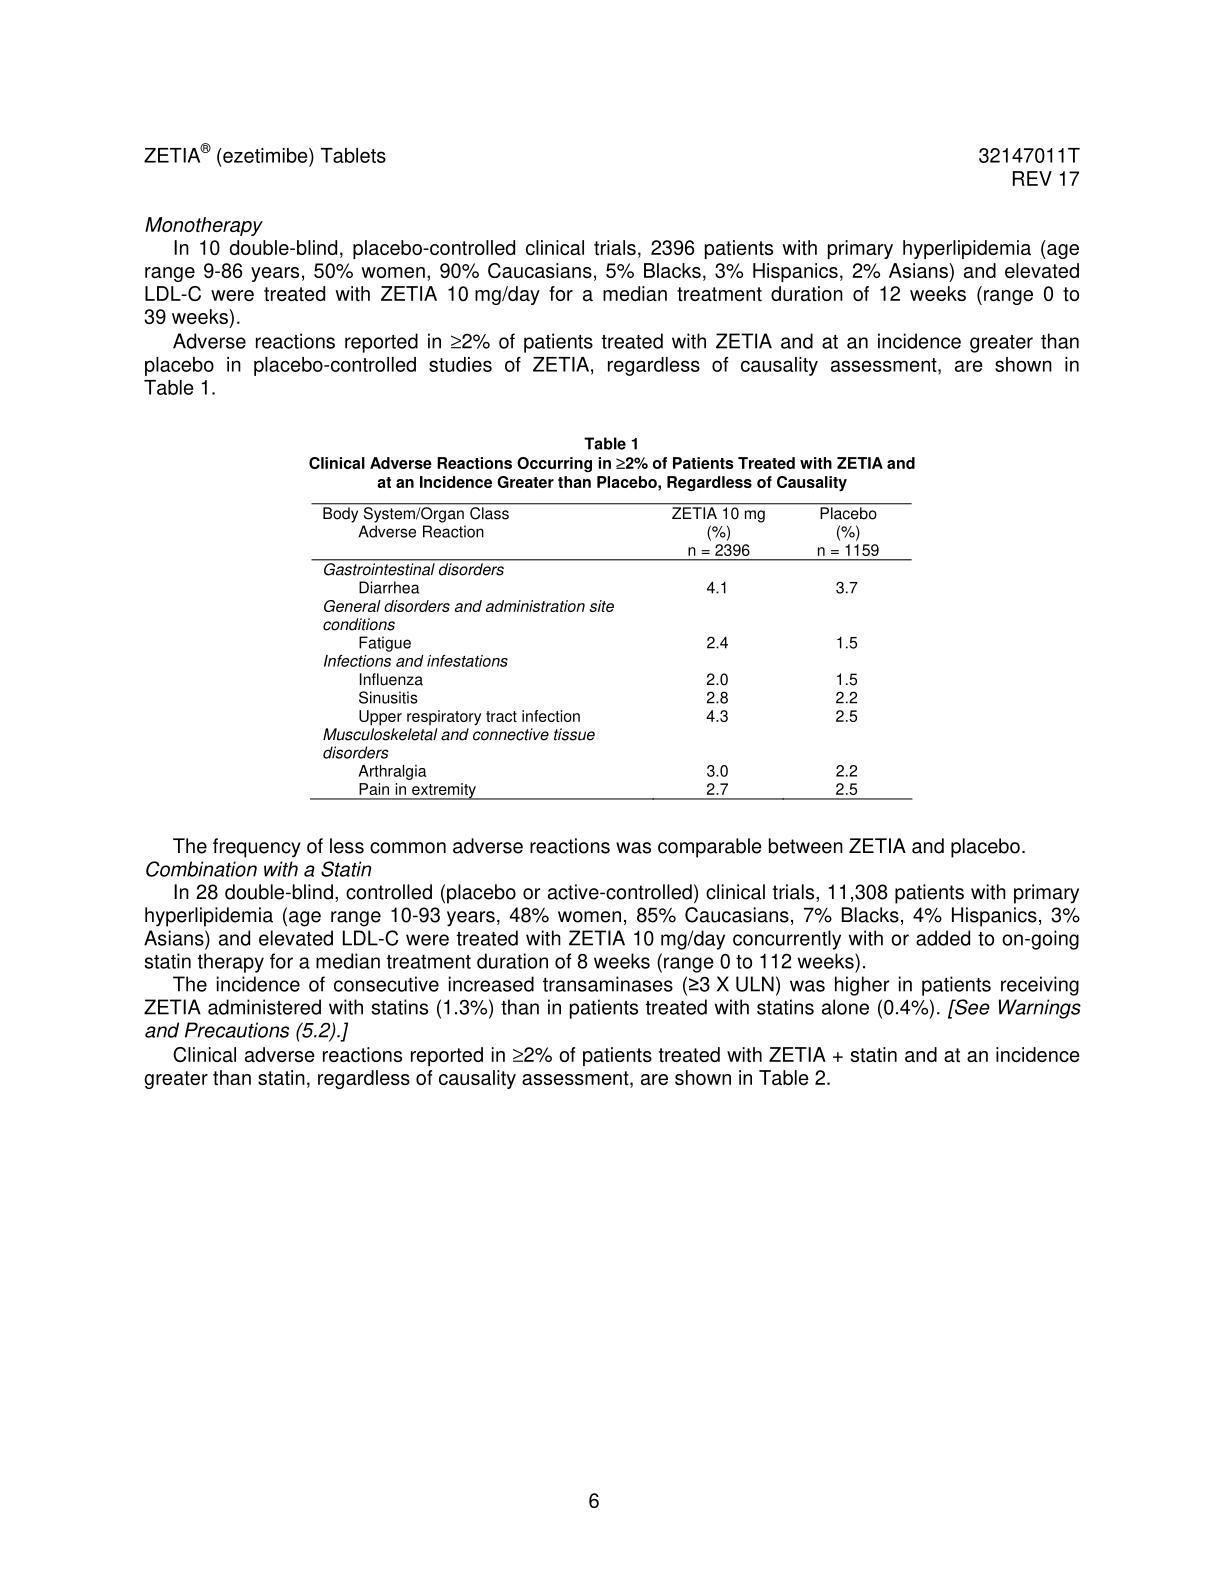 ZETIA® (ezetimibe) Tablets 32147011T
REV 17
Monotherapy
In 10 double-blind, placebo-controlled clinical trials, 2396 patients with primary hyperlipidemia (age
range 9-86 years, 50% women, 90% Caucasians, 5% Blacks, 3% Hispanics, 2% Asians) and elevated
LDL-C were treated with ZETIA 10 mg/day for a median treatment duration of 12 weeks (range 0 to
39 weeks).
Adverse reactions reported in ≥2% of patients treated with ZETIA and at an incidence greater than
placebo in placebo-controlled studies of ZETIA, regardless of causality assessment, are shown in
Table 1.
Table 1
Clinical Adverse Reactions Occurring in ≥2% of Patients Treated with ZETIA and
at an Incidence Greater than Placebo, Regardless of Causality
Body System/Organ Class ZETIA 10 mg Placebo
Adverse Reaction (%) (%)
n = 2396 n = 1159
Gastrointestinal disorders
Diarrhea 4.1 3.7
General disorders and administration site
conditions
Fatigue 2.4 1.5
Infections and infestations
Influenza 2.0 1.5
Sinusitis 2.8 2.2
Upper respiratory tract infection 4.3 2.5
Musculoskeletal and connective tissue
disorders
Arthralgia 3.0 2.2
Pain in extremity 2.7 2.5
The frequency of less common adverse reactions was comparable between ZETIA and placebo.
Combination with a Statin
In 28 double-blind, controlled (placebo or active-controlled) clinical trials, 11,308 patients with primary
hyperlipidemia (age range 10-93 years, 48% women, 85% Caucasians, 7% Blacks, 4% Hispanics, 3%
Asians) and elevated LDL-C were treated with ZETIA 10 mg/day concurrently with or added to on-going
statin therapy for a median treatment duration of 8 weeks (range 0 to 112 weeks).
The incidence of consecutive increased transaminases (≥3 X ULN) was higher in patients receiving
ZETIA administered with statins (1.3%) than in patients treated with statins alone (0.4%). [See Warnings
and Precautions (5.2).]
Clinical adverse reactions reported in ≥2% of patients treated with ZETIA + statin and at an incidence
greater than statin, regardless of causality assessment, are shown in Table 2.
6